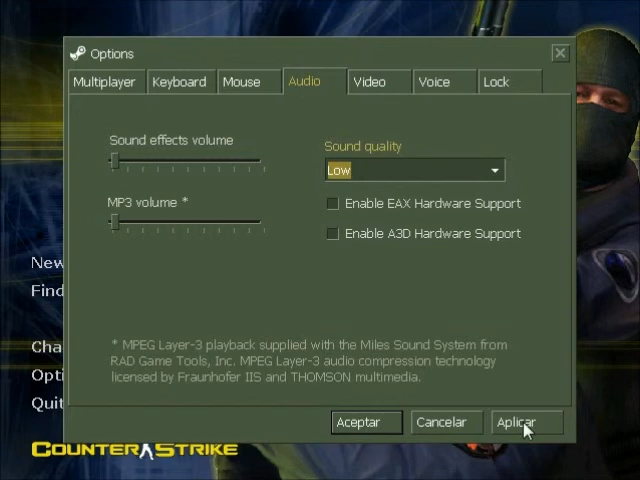 Options
Multiplayer Keyboard Mouse Audio Video Voice Lock
Sound effects volume
Sound quality
Low
MP3 volume *
Enable EAX Hardware Support
Enable A3D Hardware Support
New
Find
Cha
Opti
Quit
* MPEG Layer-3 playback supplied with the Miles Sound System from
RAD Game Tools, Inc. MPEG Layer-3 audio compression technology
licensed by Fraunhofer IIS and THOMSON multimedia.
Aceptar Cancelar Aplicar
COUNTER STRIKE